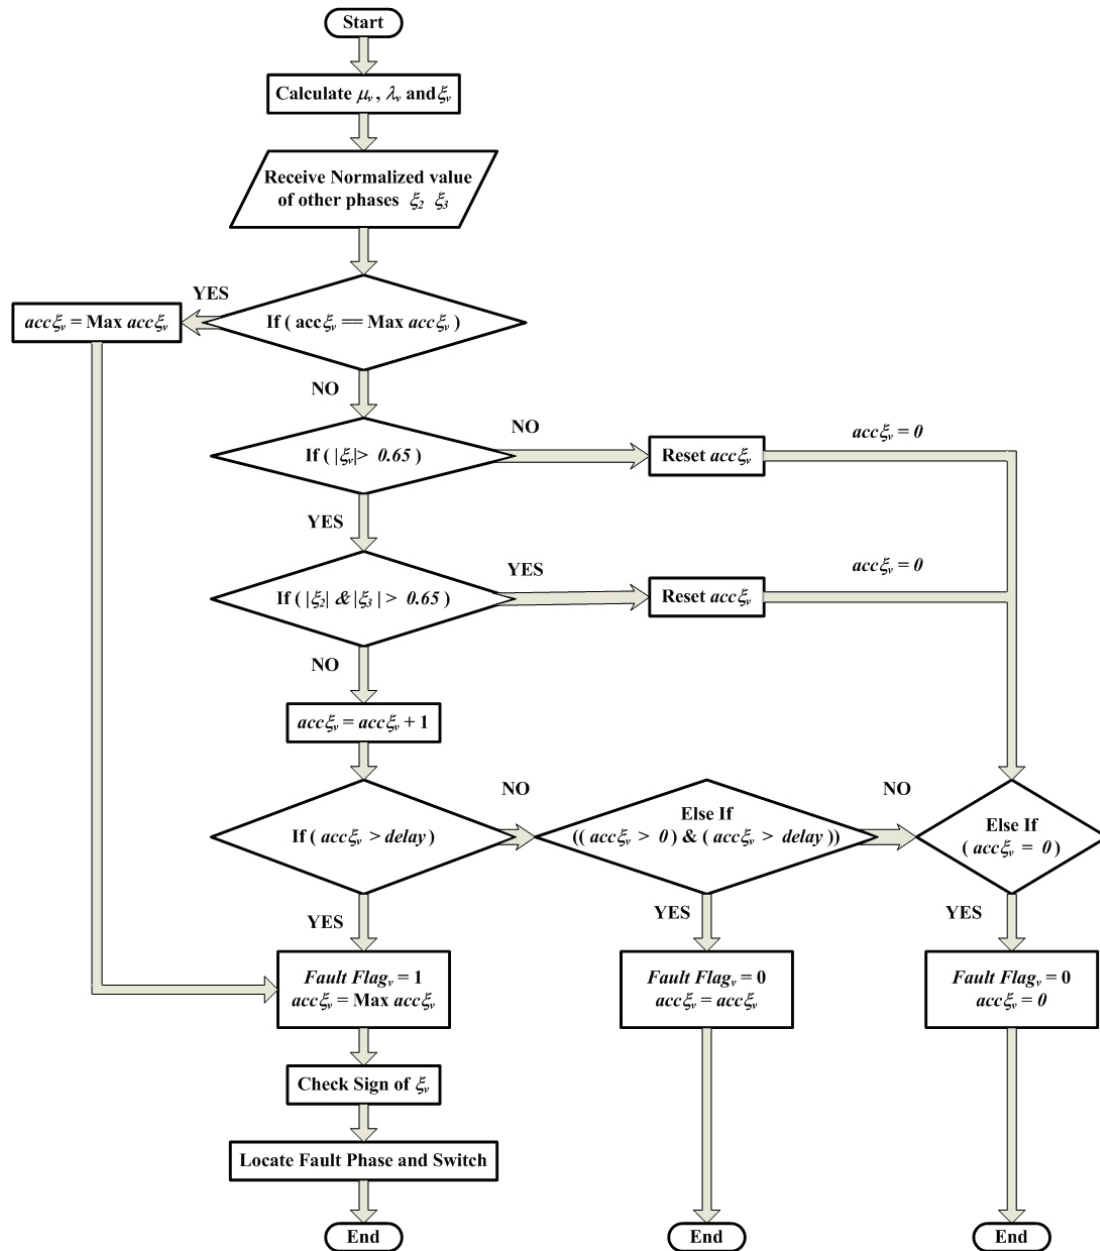 Start
Calculate μᵥ, λᵥ and ξᵥ
Receive Normalized value
of other phases ξ₂ ξ₃
YES
accξᵥ = Max accξᵥ
If ( accξᵥ == Max accξᵥ )
NO
NO
accξᵥ = 0
If ( |ξᵥ| > 0.65 )
Reset accξᵥ
YES
YES
accξᵥ = 0
If ( |ξ₂| & |ξ₃| > 0.65 )
Reset accξᵥ
NO
accξᵥ = accξᵥ + 1
NO
NO
If ( accξᵥ > delay )
Else If
(( accξᵥ > 0 ) & ( accξᵥ > delay ))
Else If
( accξᵥ = 0 )
YES
YES
YES
Fault Flagᵥ = 1
accξᵥ = Max accξᵥ
Fault Flagᵥ = 0
accξᵥ = accξᵥ
Fault Flagᵥ = 0
accξᵥ = 0
Check Sign of ξᵥ
Locate Fault Phase and Switch
End
End
End